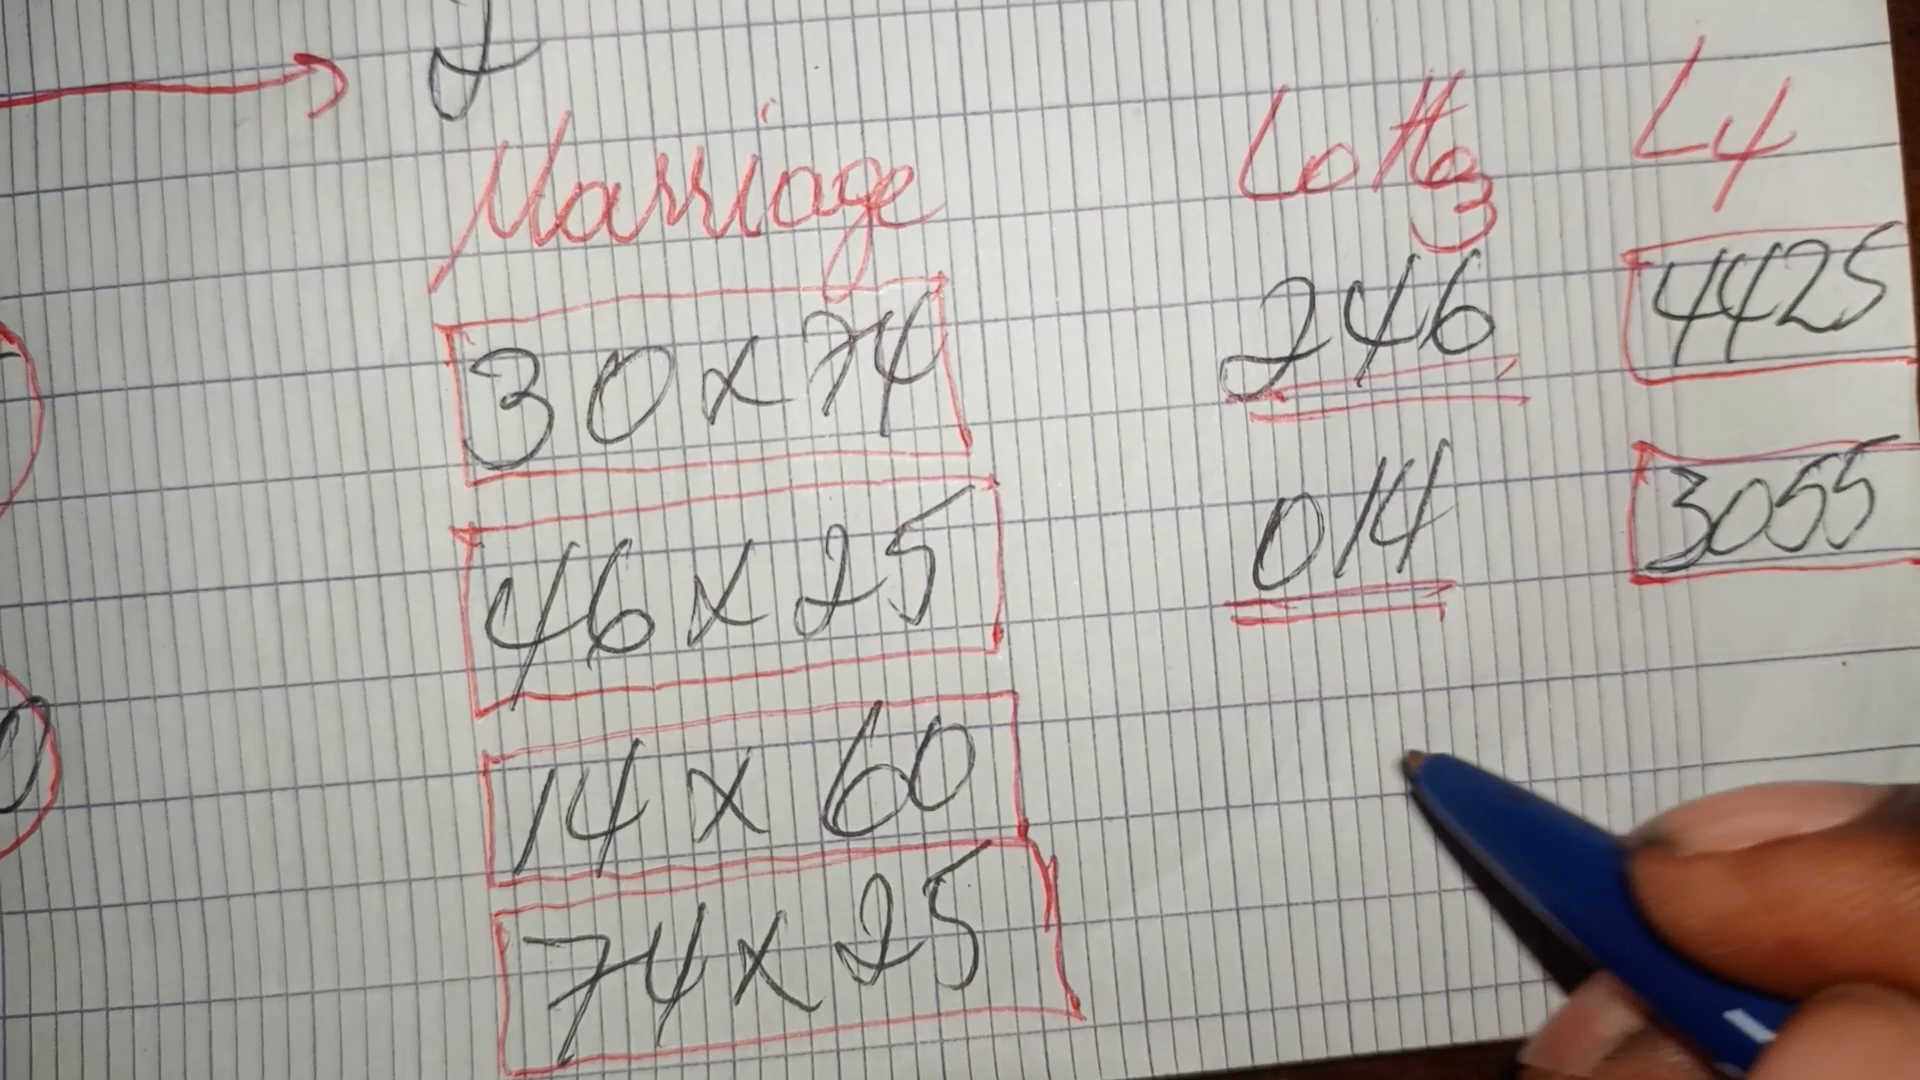 Marriage Lotto 3 L4
30 x 74 246 4425
46 x 25 014 3055
14 x 60
74 x 25